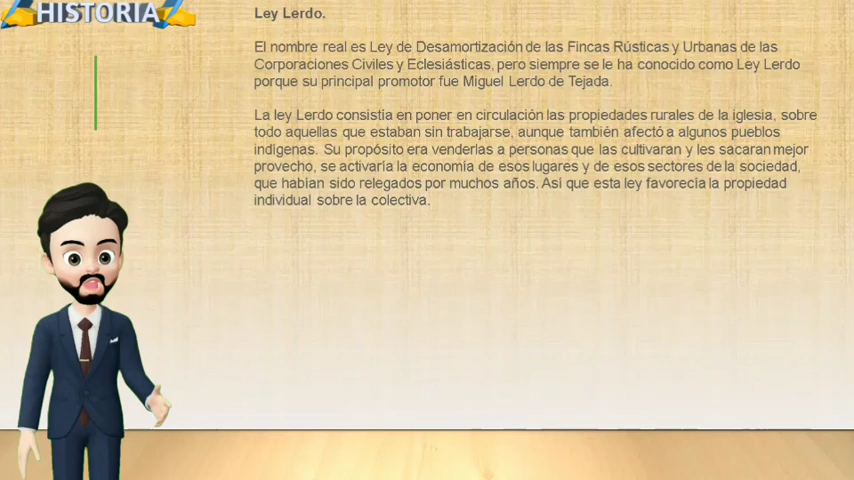 HISTORIA
Ley Lerdo.
El nombre real es Ley de Desamortización de las Fincas Rústicas y Urbanas de las
Corporaciones Civiles y Eclesiásticas, pero siempre se le ha conocido como Ley Lerdo
porque su principal promotor fue Miguel Lerdo de Tejada.
La ley Lerdo consistía en poner en circulación las propiedades rurales de la iglesia, sobre
todo aquellas que estaban sin trabajarse, aunque también afectó a algunos pueblos
indígenas. Su propósito era venderlas a personas que las cultivaran y les sacaran mejor
provecho, se activaría la economía de esos lugares y de esos sectores de la sociedad,
que habían sido relegados por muchos años. Así que esta ley favorecía la propiedad
individual sobre la colectiva.